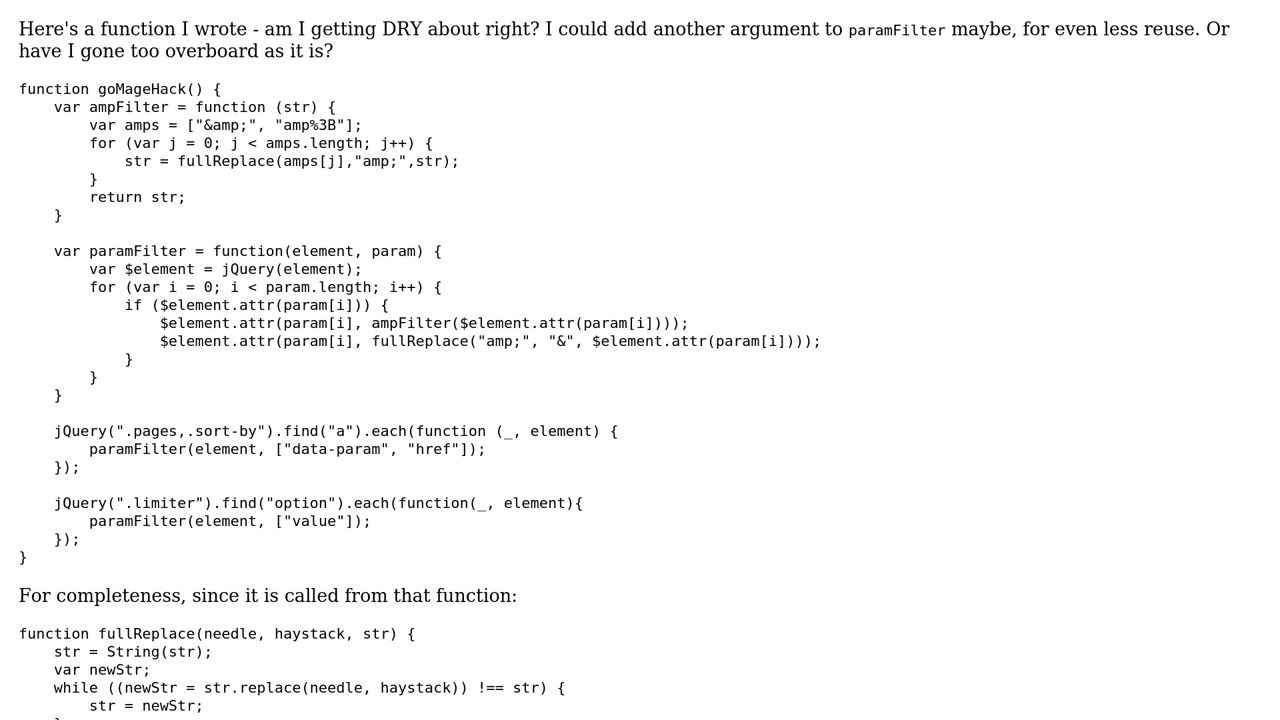 Here's a function I wrote - am I getting DRY about right? I could add another argument to paramFilter maybe, for even less reuse. Or
have I gone too overboard as it is?
function goMageHack() {
    var ampFilter = function (str) {
        var amps = ["&amp;", "amp%3B"];
        for (var j = 0; j < amps.length; j++) {
            str = fullReplace(amps[j],"amp;",str);
        }
        return str;
    }
    var paramFilter = function(element, param) {
        var $element = jQuery(element);
        for (var i = 0; i < param.length; i++) {
            if ($element.attr(param[i])) {
                $element.attr(param[i], ampFilter($element.attr(param[i])));
                $element.attr(param[i], fullReplace("amp;", "&", $element.attr(param[i])));
            }
        }
    }
    jQuery(".pages,.sort-by").find("a").each(function (_, element) {
        paramFilter(element, ["data-param", "href"]);
    });
    jQuery(".limiter").find("option").each(function(_, element){
        paramFilter(element, ["value"]);
    });
}
For completeness, since it is called from that function:
function fullReplace(needle, haystack, str) {
    str = String(str);
    var newStr;
    while ((newStr = str.replace(needle, haystack)) !== str) {
        str = newStr;